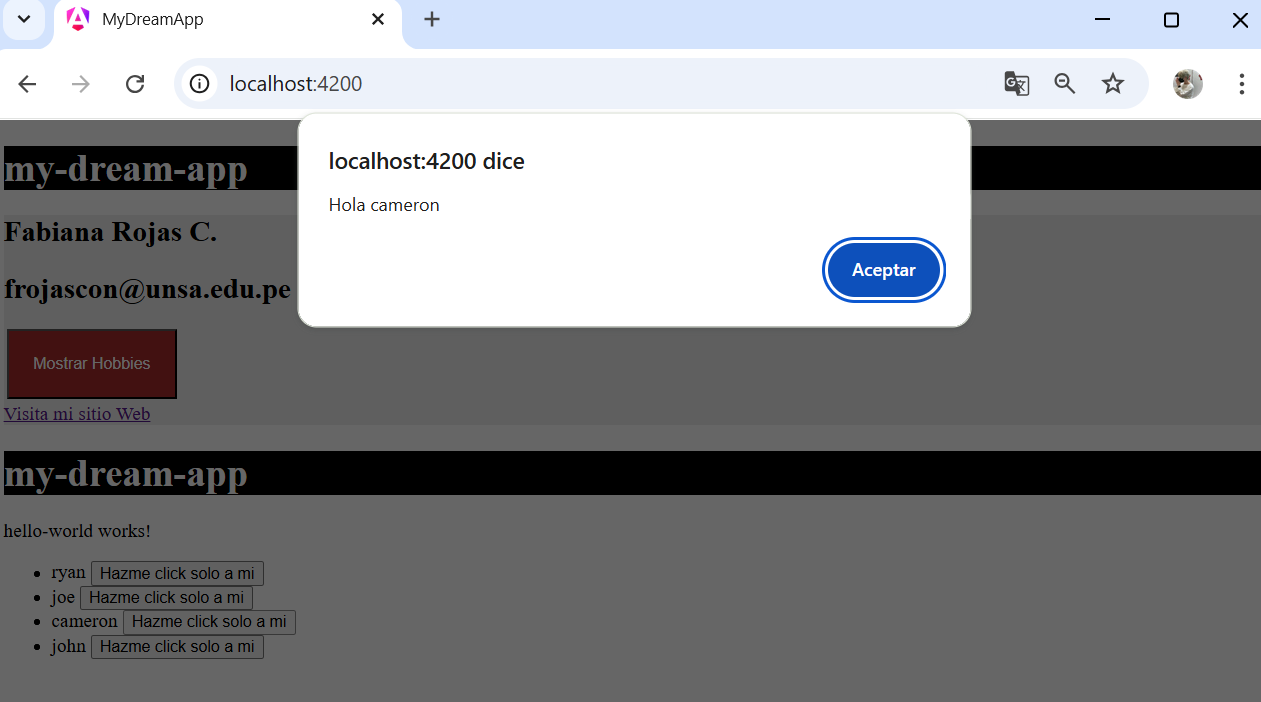 MyDreamApp
localhost:4200
localhost:4200 dice
Hola cameron
Aceptar
my-dream-app
Fabiana Rojas C.
frojascon@unsa.edu.pe
Mostrar Hobbies
Visita mi sitio Web
my-dream-app
hello-world works!
ryan Hazme click solo a mi
joe Hazme click solo a mi
cameron Hazme click solo a mi
john Hazme click solo a mi